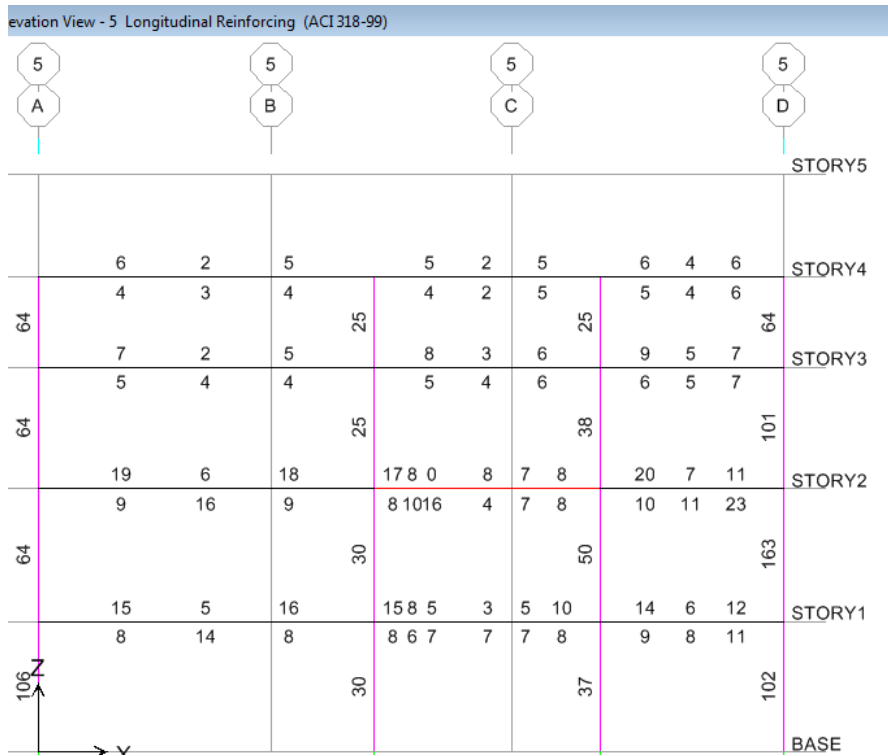 evation View - 5 Longitudinal Reinforcing (ACI 318-99)
5 5 5 5
A B C D
STORY5
6 2 5 5 2 5 6 4 6 STORY4
4 3 4 4 2 5 5 4 6
64 25 25 64
7 2 5 8 3 6 9 5 7 STORY3
5 4 4 5 4 6 6 5 7
64 25 38 101
19 6 18 17 8 0 8 7 8 20 7 11 STORY2
9 16 9 8 10 16 4 7 8 10 11 23
64 30 50 163
15 5 16 15 8 5 3 5 10 14 6 12 STORY1
8 14 8 8 6 7 7 7 8 9 8 11
106 Z 30 37 102
X BASE